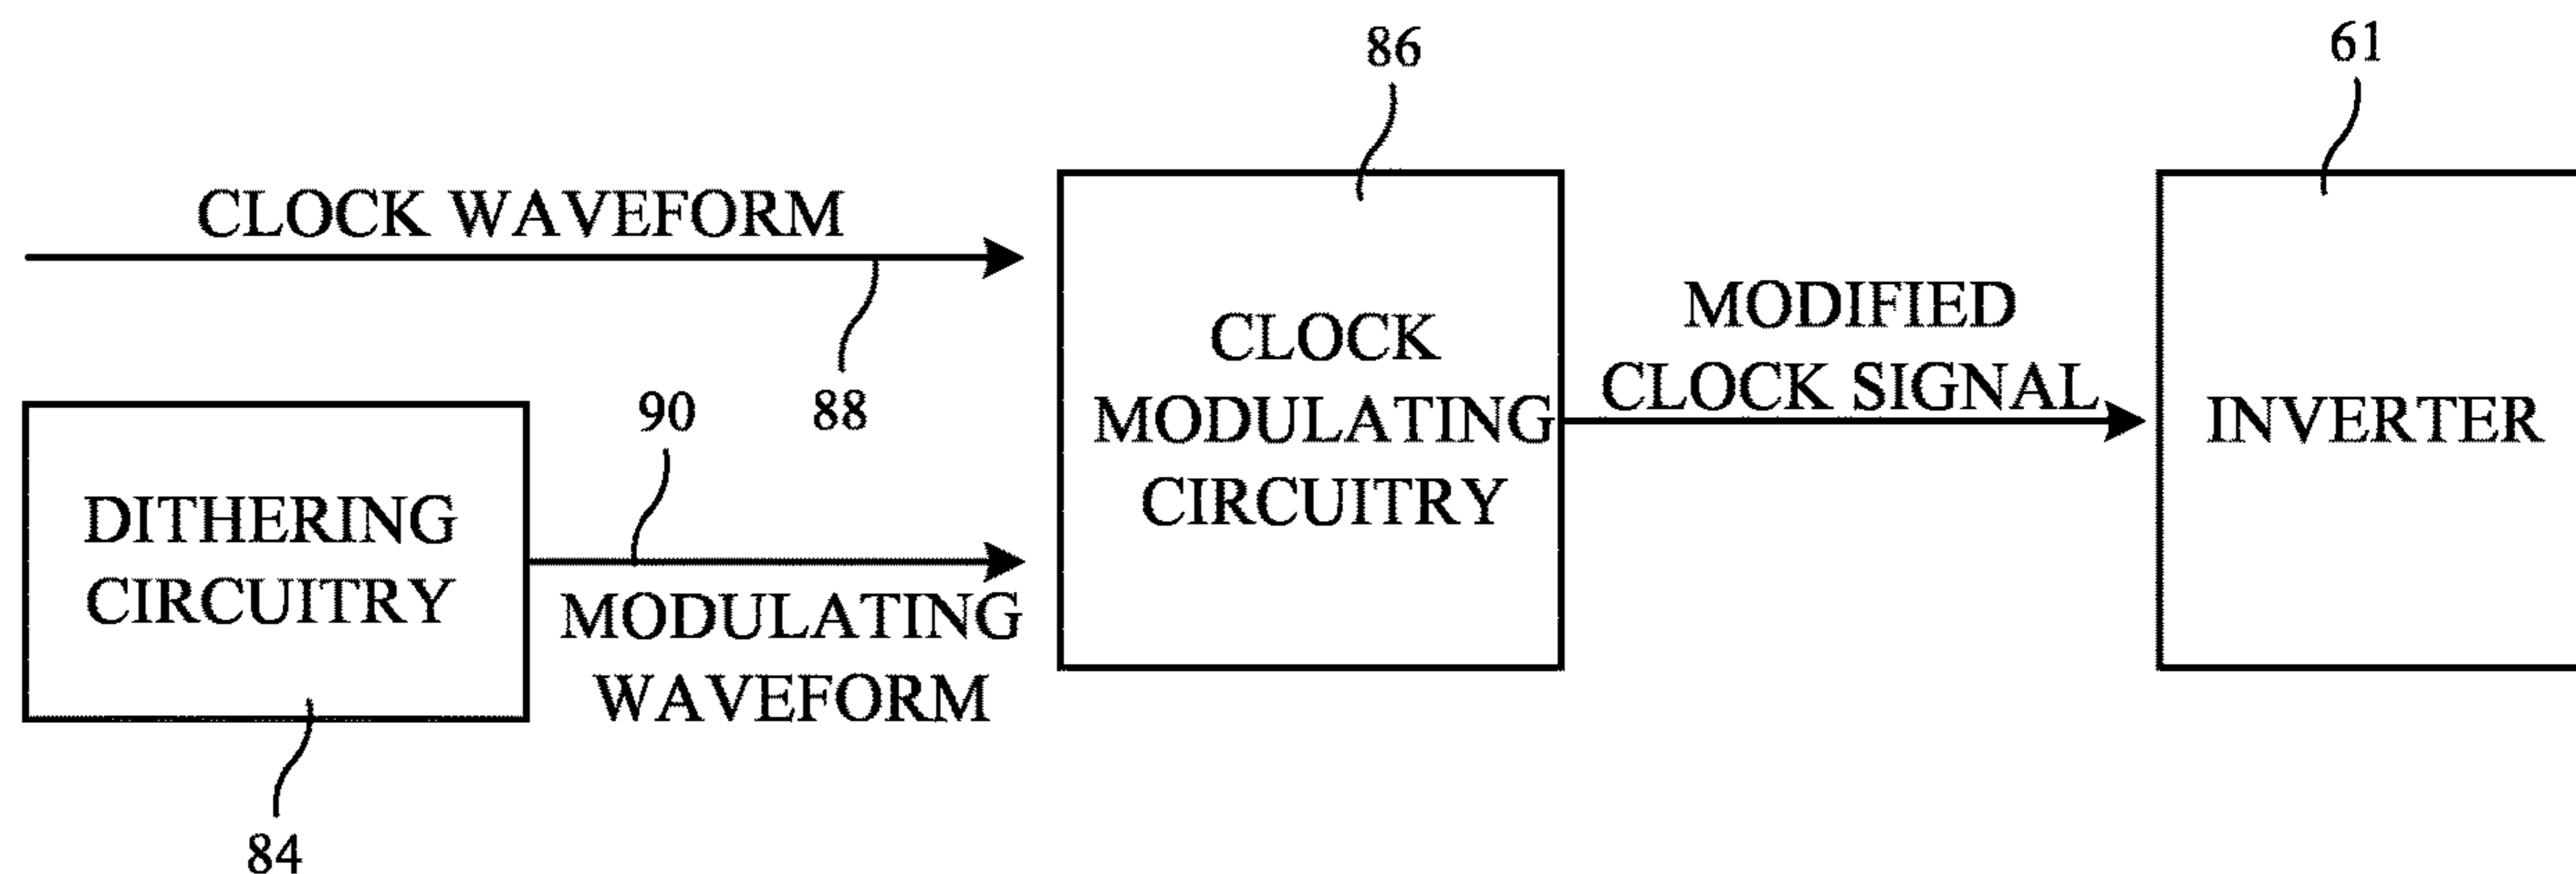 86
61
CLOCK WAVEFORM
88
CLOCK
MODULATING
CIRCUITRY
MODIFIED
CLOCK SIGNAL
INVERTER
90
DITHERING
CIRCUITRY
MODULATING
WAVEFORM
84